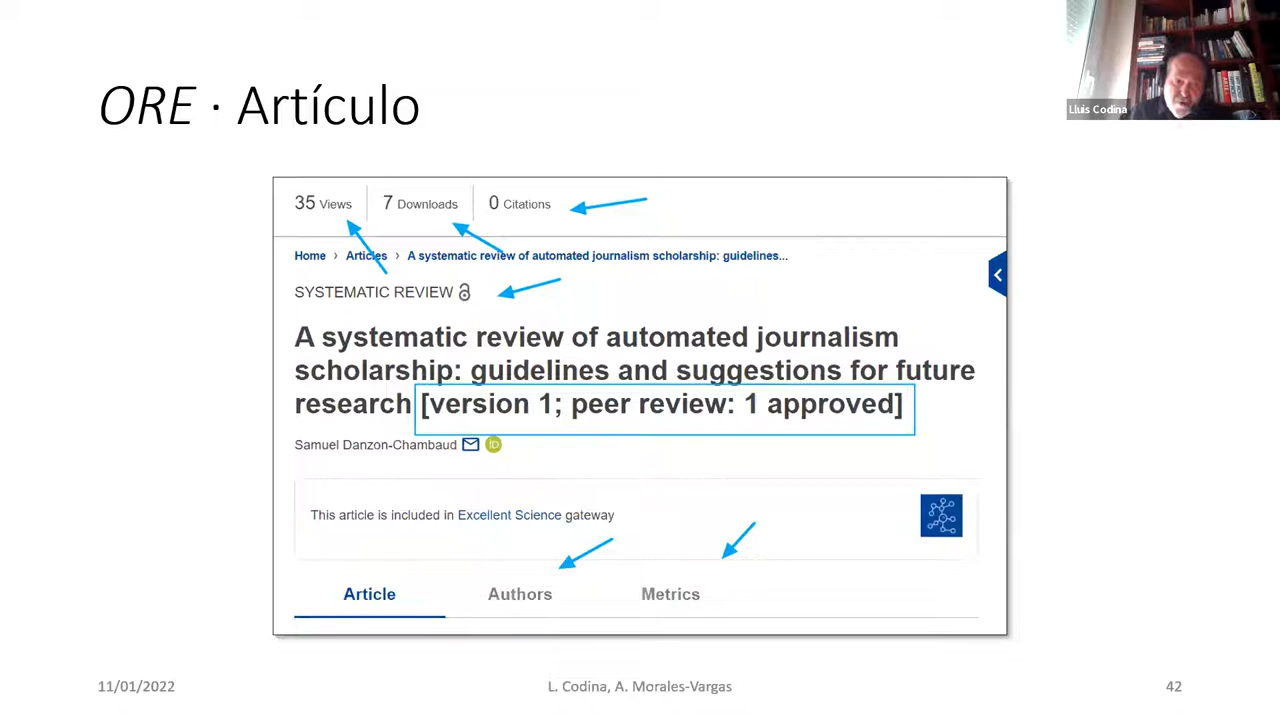 ORE · Artículo
Lluis Codina
35 Views 7 Downloads 0 Citations
Home › Articles › A systematic review of automated journalism scholarship: guidelines...
SYSTEMATIC REVIEW
A systematic review of automated journalism
scholarship: guidelines and suggestions for future
research [version 1; peer review: 1 approved]
Samuel Danzon-Chambaud iD
This article is included in Excellent Science gateway
Article Authors Metrics
11/01/2022 L. Codina, A. Morales-Vargas 42